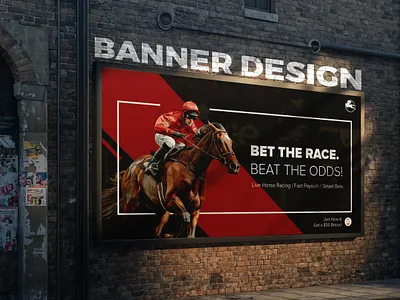 BANNER DESIGN
BET THE RACE.
BEAT THE ODDS!
Live Horse Racing | Fast Payouts | Smart Bets
Join Now &
Get a $50 Bonus!